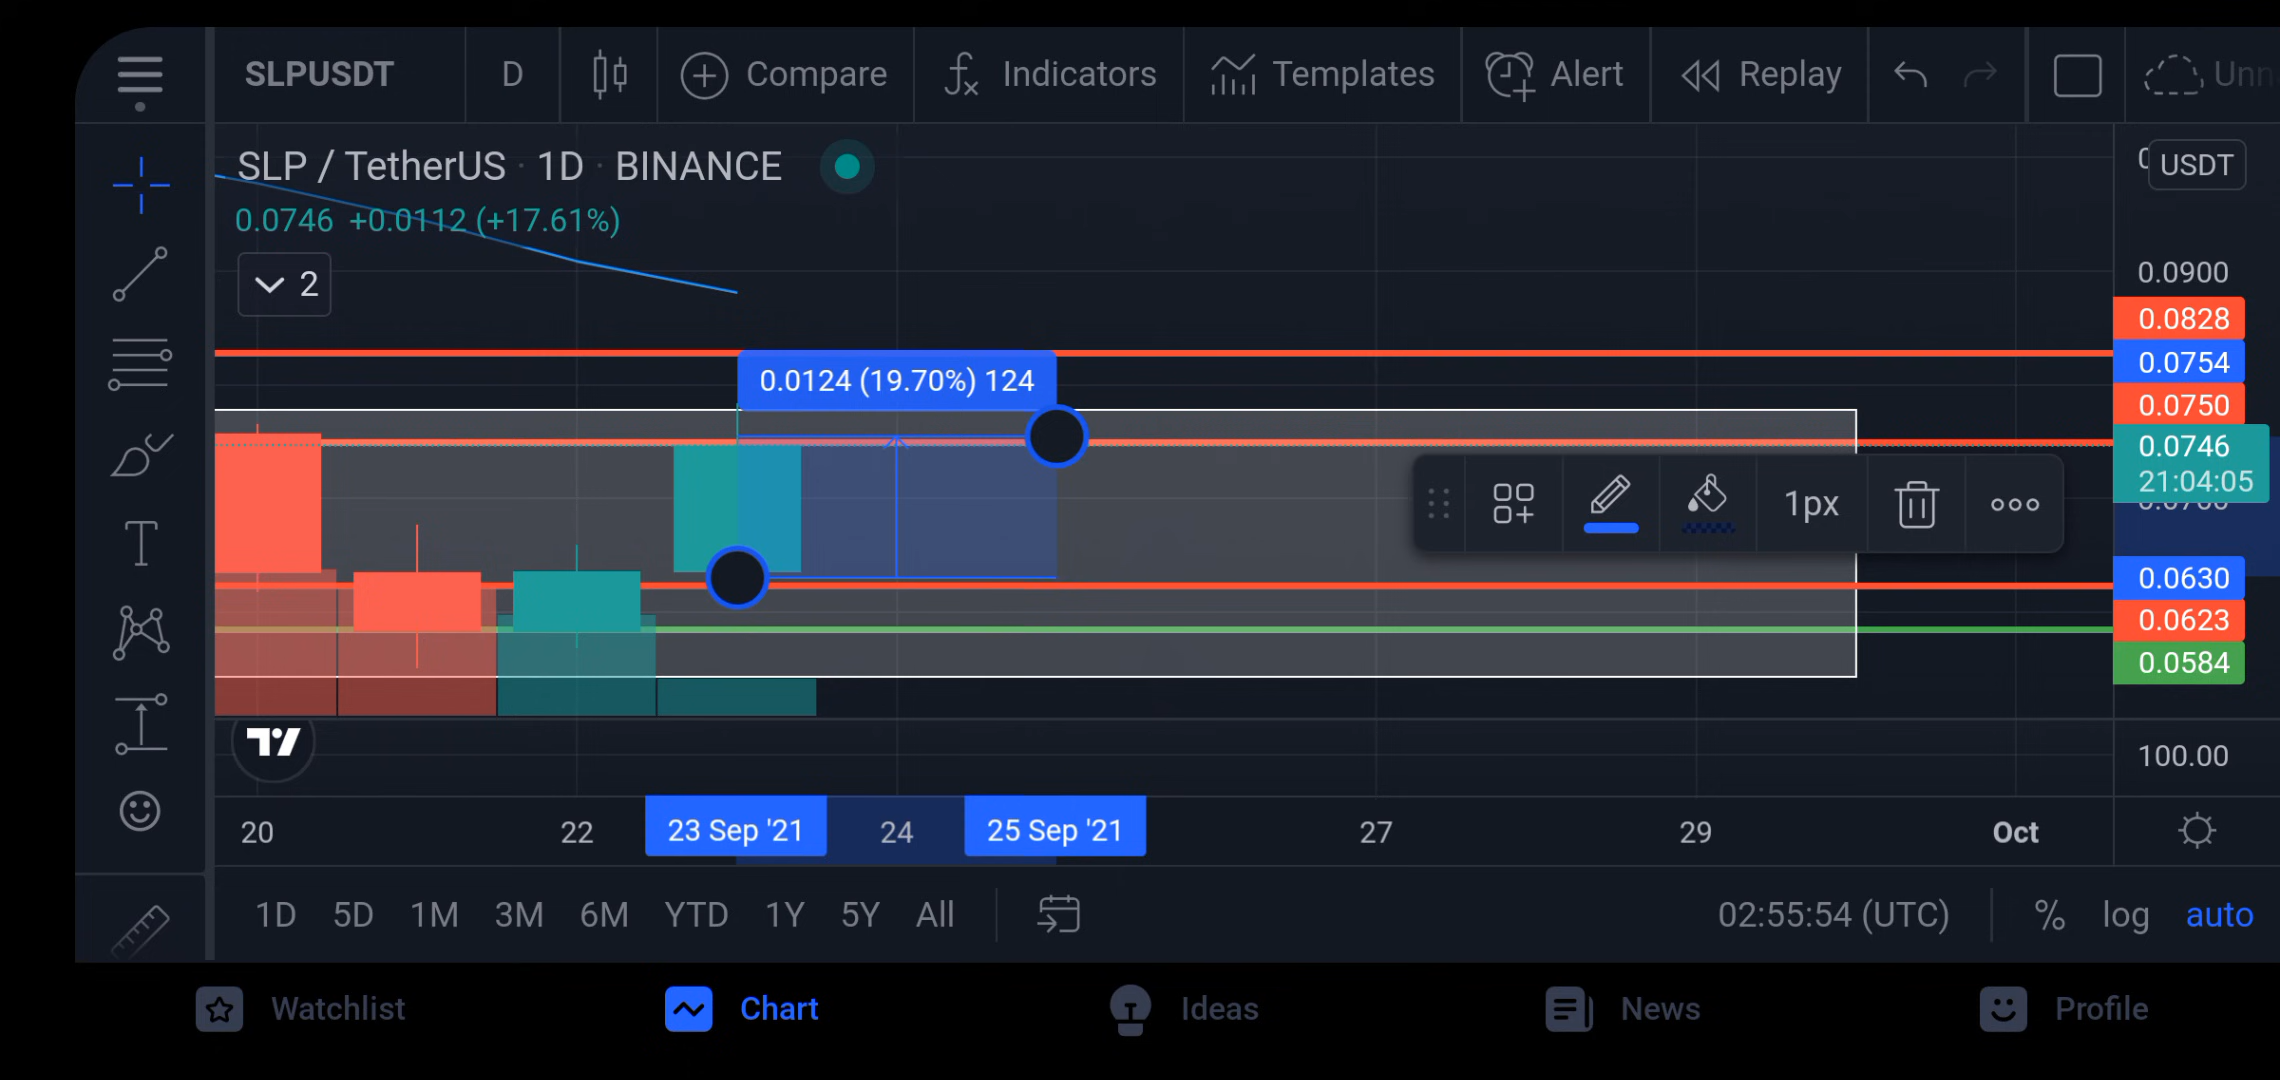 SLPUSDT D Compare Indicators Templates Alert Replay
SLP / TetherUS · 1D · BINANCE
USDT
0.0746 +0.0112 (+17.61%)
2
0.0900
0.0828
0.0754
0.0124 (19.70%) 124
0.0750
0.0746
21:04:05
1px
0.0630
0.0623
0.0584
100.00
20 22 23 Sep '21 24 25 Sep '21 27 29 Oct
1D 5D 1M 3M 6M YTD 1Y 5Y All 02:55:54 (UTC) % log auto
Watchlist Chart Ideas News Profile